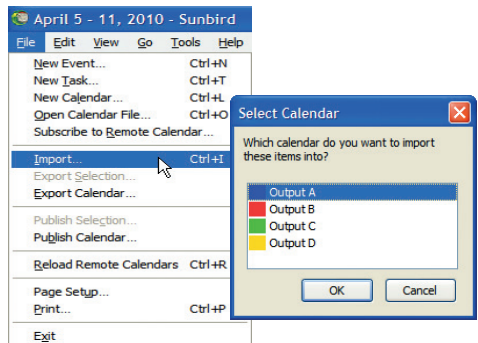 April 5 - 11, 2010 - Sunbird
File Edit View Go Tools Help
New Event... Ctrl+N
New Task... Ctrl+T
New Calendar... Ctrl+L
Open Calendar File... Ctrl+O
Subscribe to Remote Calendar...
Import... Ctrl+I
Export Selection...
Export Calendar...
Publish Selection...
Publish Calendar...
Reload Remote Calendars Ctrl+R
Page Setup...
Print... Ctrl+P
Exit
Select Calendar
Which calendar do you want to import
these items into?
Output A
Output B
Output C
Output D
OK Cancel